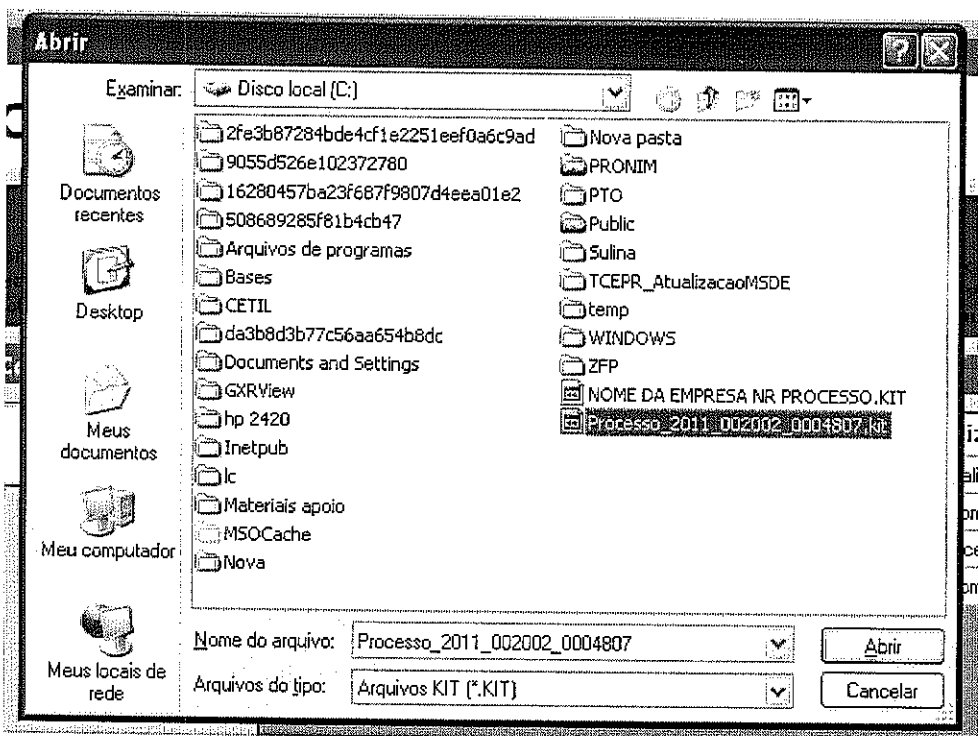 Abrir
Examinar: Disco local (C:)
Documentos
recentes
Desktop
Meus
documentos
Meu computador
Meus locais de
rede
2fe3b87284bde4cf1e2251eef0a6c9ad
9055d526e102372780
16280457ba23f687f9807d4eea01e2
508689285f81b4cb47
Arquivos de programas
Bases
CETIL
da3b8d3b77c56aa654b8dc
Documents and Settings
GXRView
hp 2420
Inetpub
lc
Materiais apoio
MSOCache
Nova
Nova pasta
PRONIM
PTO
Public
Sulina
TCEPR_AtualizacaoMSDE
temp
WINDOWS
ZFP
NOME DA EMPRESA NR PROCESSO.KIT
Processo_2011_002002_0004807.kit
Nome do arquivo: Processo_2011_002002_0004807 Abrir
Arquivos do tipo: Arquivos KIT (*.KIT) Cancelar